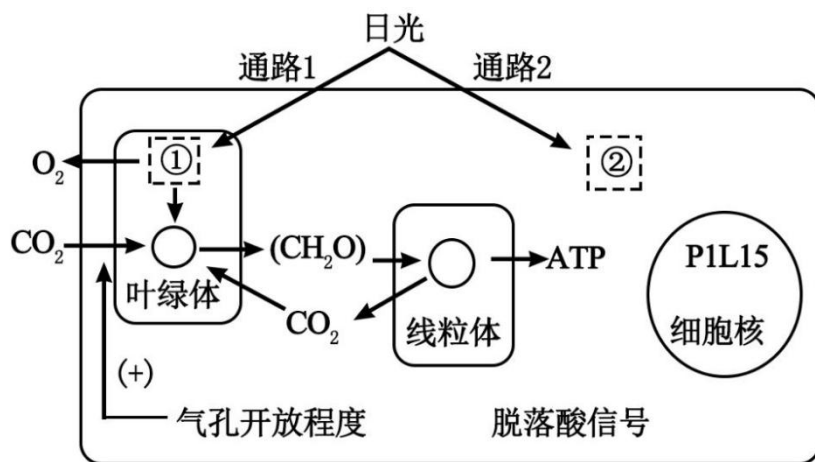 日光
通路1
通路2
①
②
O₂
CO₂
(CH₂O)
ATP
P1L15
叶绿体
CO₂
线粒体
细胞核
(+)
气孔开放程度
脱落酸信号